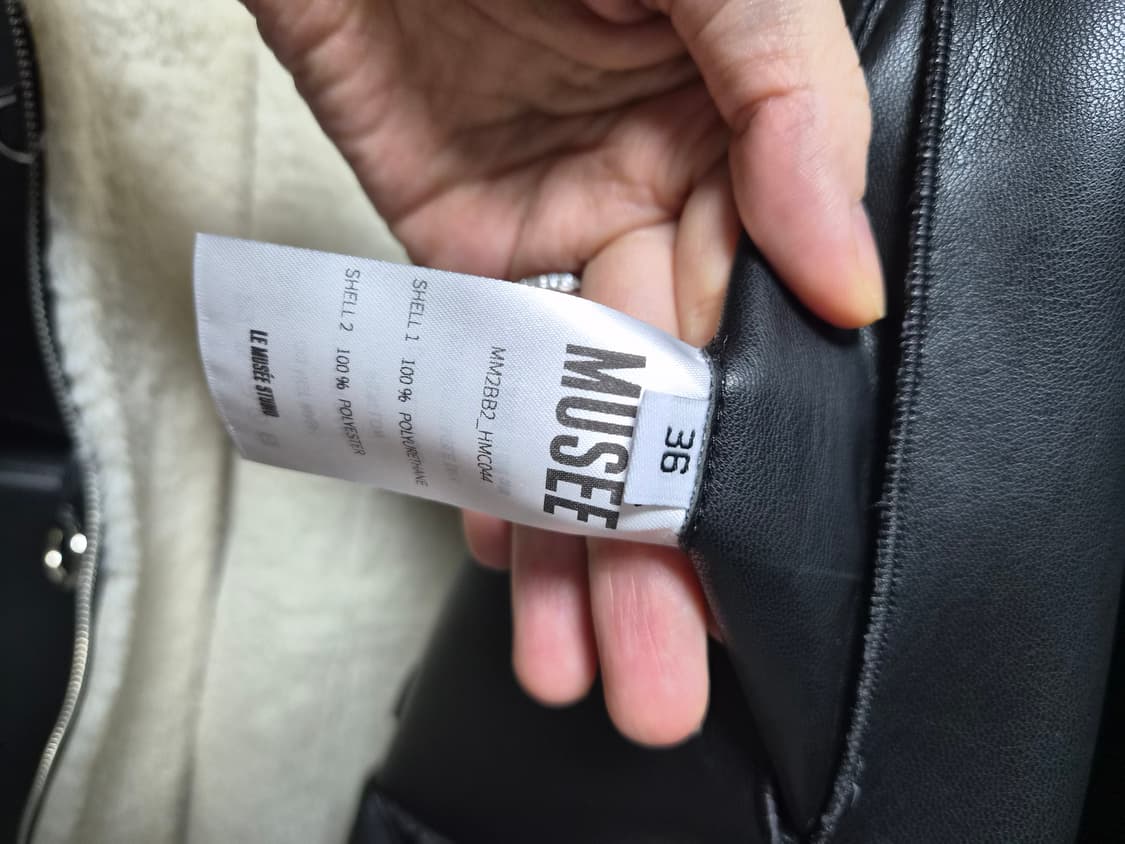 36
MUSEE
MM2BB2_HMC044
SHELL 1 100% POLYURETHANE
SHELL 2 100% POLYESTER
LE MUSÉE STUDIO